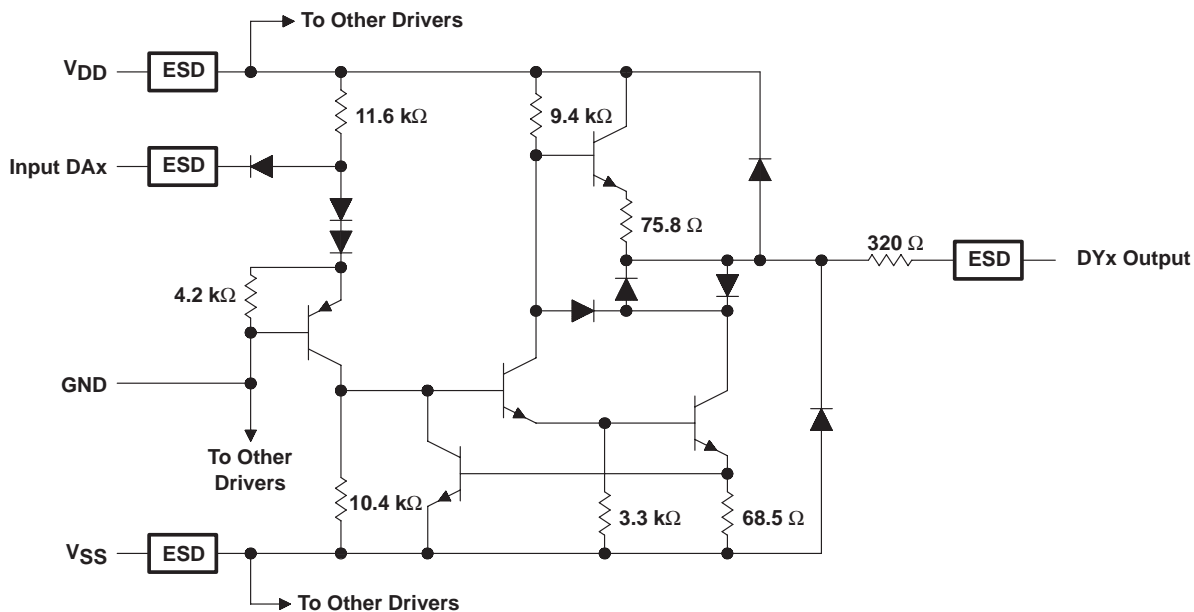 To Other Drivers
VDD
ESD
11.6 kΩ
9.4 kΩ
Input DAx
ESD
75.8 Ω
320 Ω
ESD
DYx Output
4.2 kΩ
GND
To Other
Drivers
10.4 kΩ
3.3 kΩ
68.5 Ω
VSS
ESD
To Other Drivers